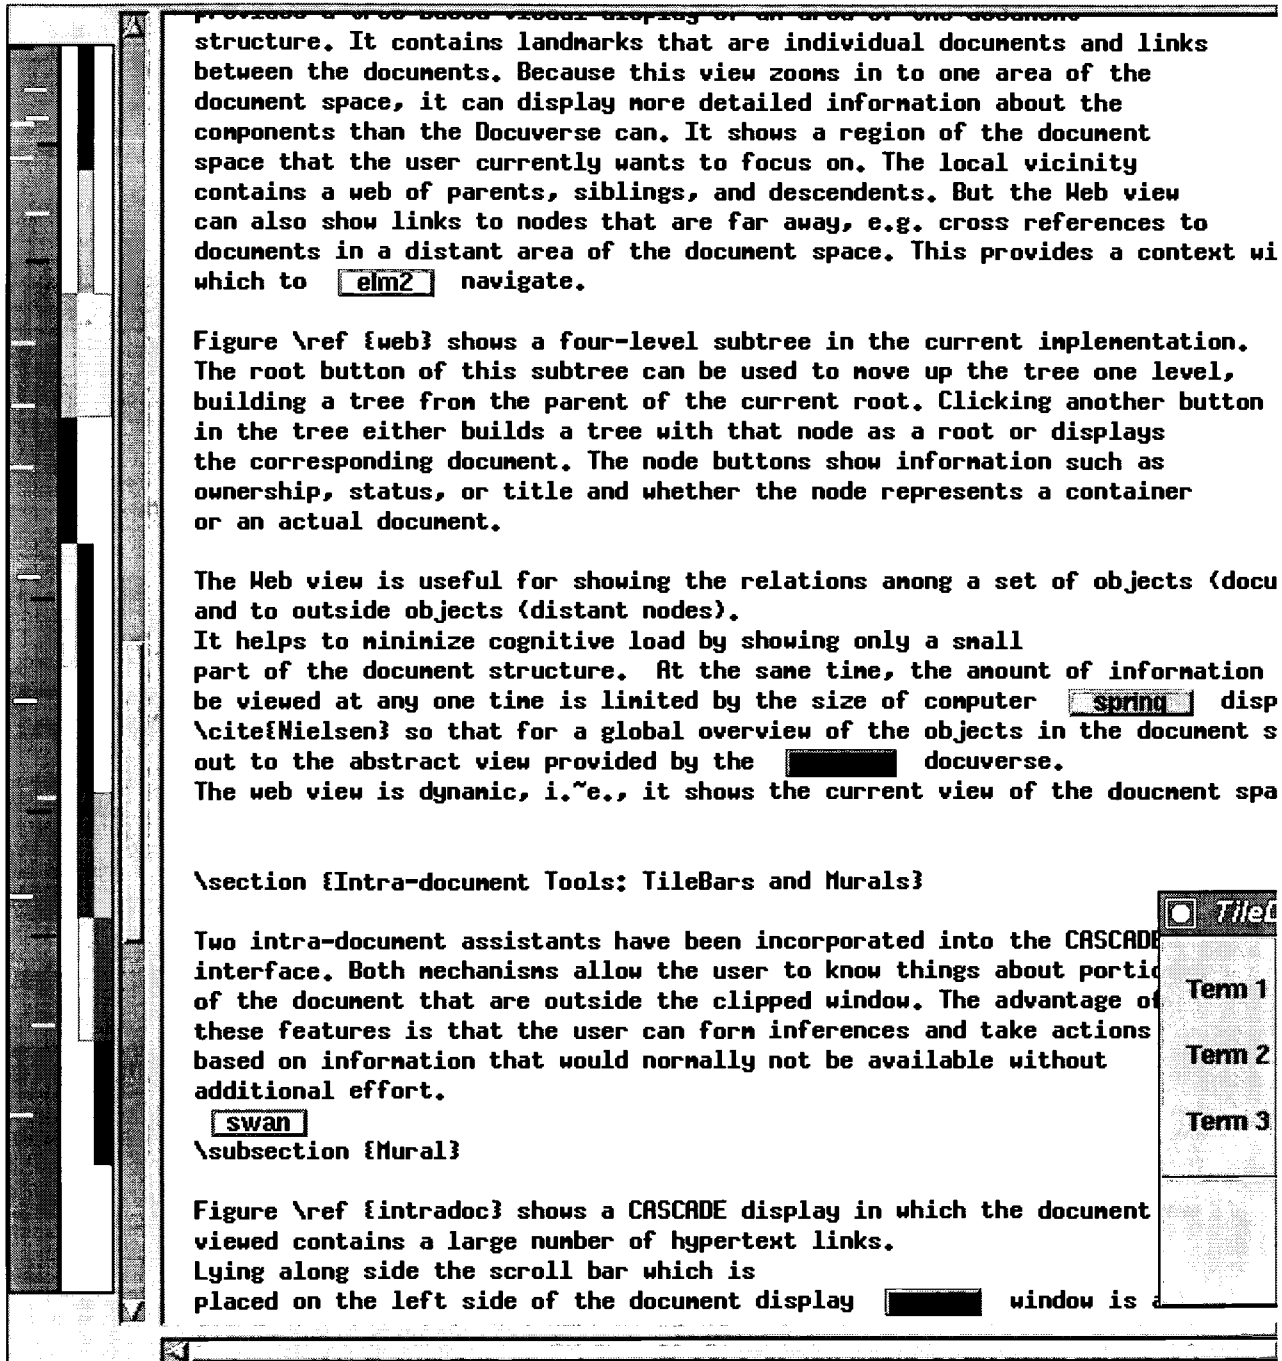 provides a tree-based visual display of an area of the document
structure. It contains landmarks that are individual documents and links
between the documents. Because this view zooms in to one area of the
document space, it can display more detailed information about the
components than the Docuverse can. It shows a region of the document
space that the user currently wants to focus on. The local vicinity
contains a web of parents, siblings, and descendents. But the Web view
can also show links to nodes that are far away, e.g. cross references to
documents in a distant area of the document space. This provides a context wi
which to elm2 navigate.
Figure \ref {web} shows a four-level subtree in the current implementation.
The root button of this subtree can be used to move up the tree one level,
building a tree from the parent of the current root. Clicking another button
in the tree either builds a tree with that node as a root or displays
the corresponding document. The node buttons show information such as
ownership, status, or title and whether the node represents a container
or an actual document.
The Web view is useful for showing the relations among a set of objects (docu
and to outside objects (distant nodes).
It helps to minimize cognitive load by showing only a small
part of the document structure. At the same time, the amount of information
be viewed at any one time is limited by the size of computer spring disp
\cite{Nielsen} so that for a global overview of the objects in the document s
out to the abstract view provided by the docuverse.
The web view is dynamic, i.~e., it shows the current view of the doucment spa
\section {Intra-document Tools: TileBars and Murals}
Two intra-document assistants have been incorporated into the CASCADE
interface. Both mechanisms allow the user to know things about portio
of the document that are outside the clipped window. The advantage of
these features is that the user can form inferences and take actions
based on information that would normally not be available without
additional effort.
swan
\subsection {Mural}
Figure \ref {intradoc} shows a CASCADE display in which the document
viewed contains a large number of hypertext links.
Lying along side the scroll bar which is
placed on the left side of the document display window is a
Term 1
Term 2
Term 3